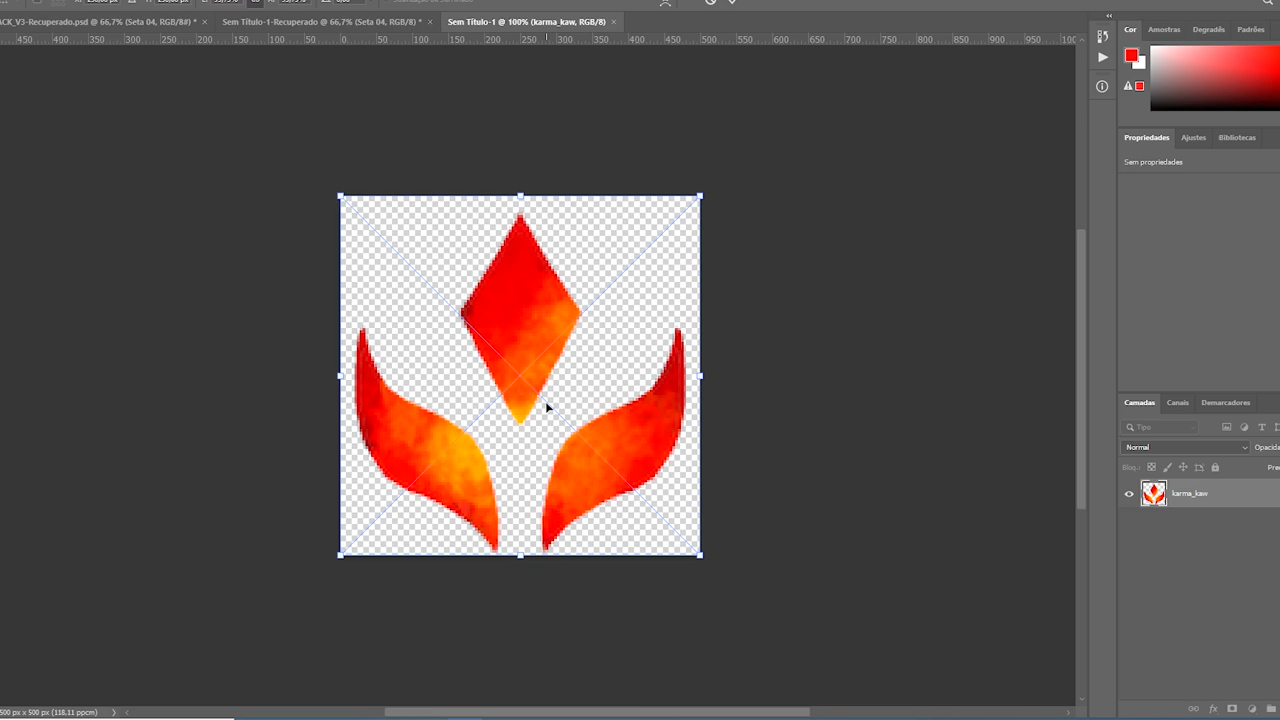 ACK_V3-Recuperado.psd @ 66,7% (Seta 04, RGB/8#) * ×
Sem Título-1-Recuperado @ 66,7% (Seta 04, RGB/8) * ×
Sem Título-1 @ 100% (karma_kaw, RGB/8) ×
400 350 300 250 200 150 100 50 0 50 100 150 200 250 300 350 400 450 500 550 600 650 700 750 800 850 900 950 100
Cor Amostras Degradês Padrões
Propriedades Ajustes Bibliotecas
Sem propriedades
Camadas Canais Demarcadores
Tipo
Normal
Opacida
Bloq.:
Pre
karma_kaw
fx
500 px x 500 px (118,11 ppcm)